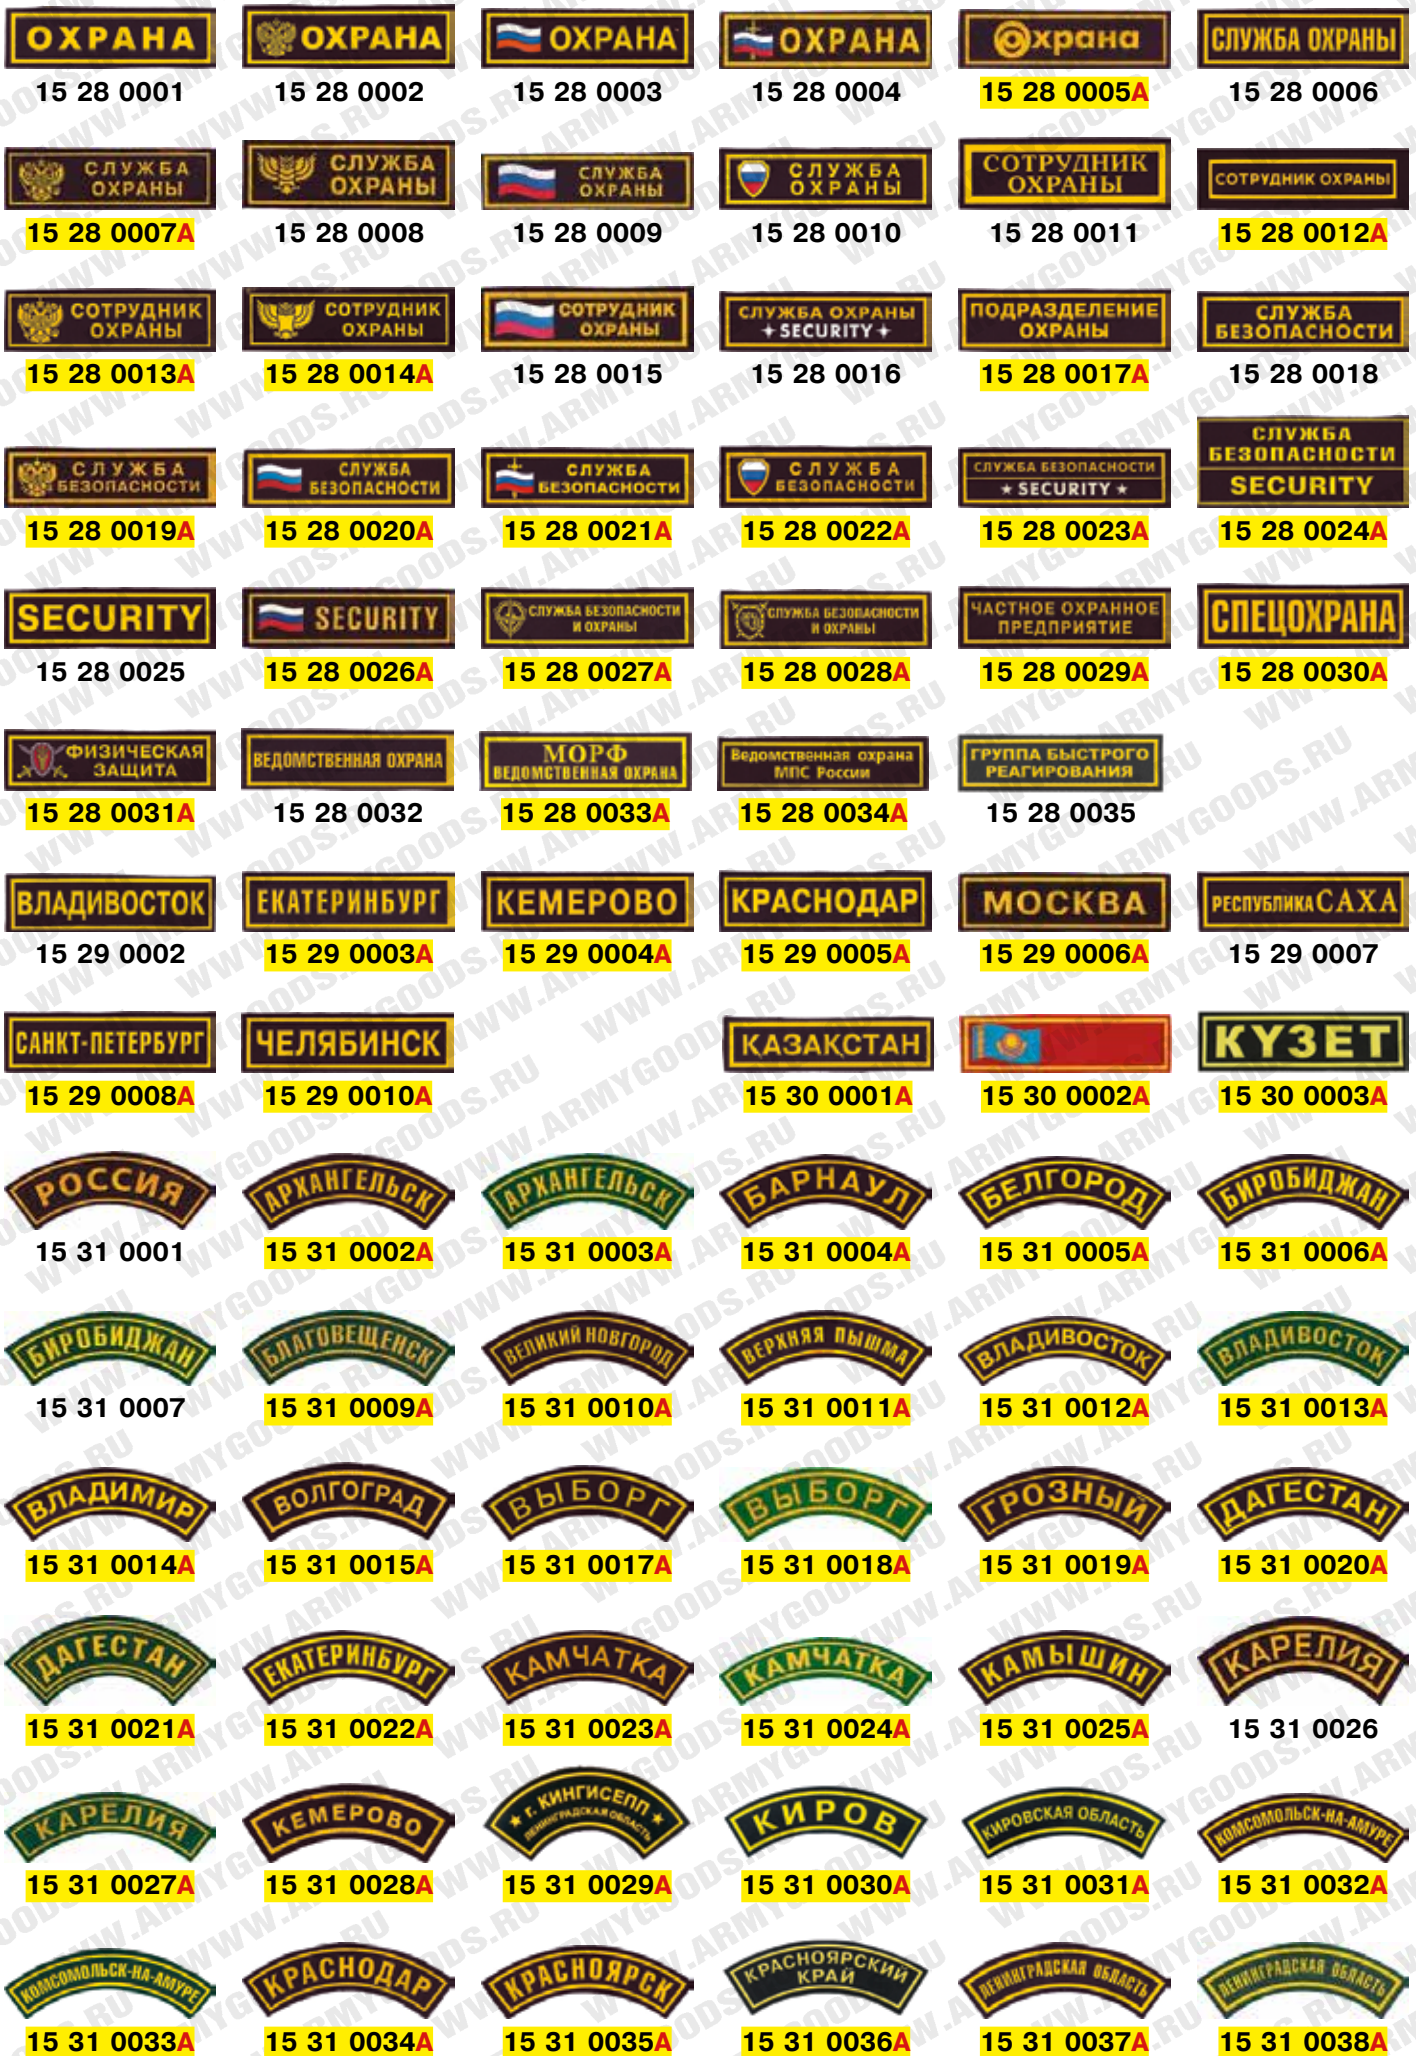 ОХРАНА
ОХРАНА
ОХРАНА
ОХРАНА
Охрана
СЛУЖБА ОХРАНЫ
15 28 0001
15 28 0002
15 28 0003
15 28 0004
15 28 0005А
15 28 0006
СЛУЖБА
ОХРАНЫ
СЛУЖБА
ОХРАНЫ
СЛУЖБА
ОХРАНЫ
СЛУЖБА
ОХРАНЫ
СОТРУДНИК
ОХРАНЫ
СОТРУДНИК ОХРАНЫ
15 28 0007А
15 28 0008
15 28 0009
15 28 0010
15 28 0011
15 28 0012А
СОТРУДНИК
ОХРАНЫ
СОТРУДНИК
ОХРАНЫ
СОТРУДНИК
ОХРАНЫ
СЛУЖБА ОХРАНЫ
SECURITY
ПОДРАЗДЕЛЕНИЕ
ОХРАНЫ
СЛУЖБА
БЕЗОПАСНОСТИ
15 28 0013А
15 28 0014А
15 28 0015
15 28 0016
15 28 0017А
15 28 0018
СЛУЖБА
БЕЗОПАСНОСТИ
СЛУЖБА
БЕЗОПАСНОСТИ
СЛУЖБА
БЕЗОПАСНОСТИ
СЛУЖБА
БЕЗОПАСНОСТИ
СЛУЖБА БЕЗОПАСНОСТИ
★ SECURITY ★
СЛУЖБА
БЕЗОПАСНОСТИ
SECURITY
15 28 0019А
15 28 0020А
15 28 0021А
15 28 0022А
15 28 0023А
15 28 0024А
SECURITY
SECURITY
СЛУЖБА БЕЗОПАСНОСТИ
И ОХРАНЫ
СЛУЖБА БЕЗОПАСНОСТИ
И ОХРАНЫ
ЧАСТНОЕ ОХРАННОЕ
ПРЕДПРИЯТИЕ
СПЕЦОХРАНА
15 28 0025
15 28 0026А
15 28 0027А
15 28 0028А
15 28 0029А
15 28 0030А
ФИЗИЧЕСКАЯ
ЗАЩИТА
ВЕДОМСТВЕННАЯ ОХРАНА
МОРФ
ВЕДОМСТВЕННАЯ ОХРАНА
Ведомственная охрана
МПС России
ГРУППА БЫСТРОГО
РЕАГИРОВАНИЯ
15 28 0031А
15 28 0032
15 28 0033А
15 28 0034А
15 28 0035
ВЛАДИВОСТОК
ЕКАТЕРИНБУРГ
КЕМЕРОВО
КРАСНОДАР
МОСКВА
РЕСПУБЛИКА САХА
15 29 0002
15 29 0003А
15 29 0004А
15 29 0005А
15 29 0006А
15 29 0007
САНКТ-ПЕТЕРБУРГ
ЧЕЛЯБИНСК
ҚАЗАҚСТАН
КҮЗЕТ
15 29 0008А
15 29 0010А
15 30 0001А
15 30 0002А
15 30 0003А
РОССИЯ
АРХАНГЕЛЬСК
АРХАНГЕЛЬСК
БАРНАУЛ
БЕЛГОРОД
БИРОБИДЖАН
15 31 0001
15 31 0002А
15 31 0003А
15 31 0004А
15 31 0005А
15 31 0006А
БИРОБИДЖАН
БЛАГОВЕЩЕНСК
ВЕЛИКИЙ НОВГОРОД
ВЕРХНЯЯ ПЫШМА
ВЛАДИВОСТОК
ВЛАДИВОСТОК
15 31 0007
15 31 0009А
15 31 0010А
15 31 0011А
15 31 0012А
15 31 0013А
ВЛАДИМИР
ВОЛГОГРАД
ВЫБОРГ
ВЫБОРГ
ГРОЗНЫЙ
ДАГЕСТАН
15 31 0014А
15 31 0015А
15 31 0017А
15 31 0018А
15 31 0019А
15 31 0020А
ДАГЕСТАН
ЕКАТЕРИНБУРГ
КАМЧАТКА
КАМЧАТКА
КАМЫШИН
КАРЕЛИЯ
15 31 0021А
15 31 0022А
15 31 0023А
15 31 0024А
15 31 0025А
15 31 0026
КАРЕЛИЯ
КЕМЕРОВО
★ г. КИНГИСЕПП ★
ЛЕНИНГРАДСКАЯ ОБЛАСТЬ
КИРОВ
КИРОВСКАЯ ОБЛАСТЬ
КОМСОМОЛЬСК-НА-АМУРЕ
15 31 0027А
15 31 0028А
15 31 0029А
15 31 0030А
15 31 0031А
15 31 0032А
КОМСОМОЛЬСК-НА-АМУРЕ
КРАСНОДАР
КРАСНОЯРСК
КРАСНОЯРСКИЙ
КРАЙ
ЛЕНИНГРАДСКАЯ ОБЛАСТЬ
ЛЕНИНГРАДСКАЯ ОБЛАСТЬ
15 31 0033А
15 31 0034А
15 31 0035А
15 31 0036А
15 31 0037А
15 31 0038А
WWW.ARMYGOODS.RU